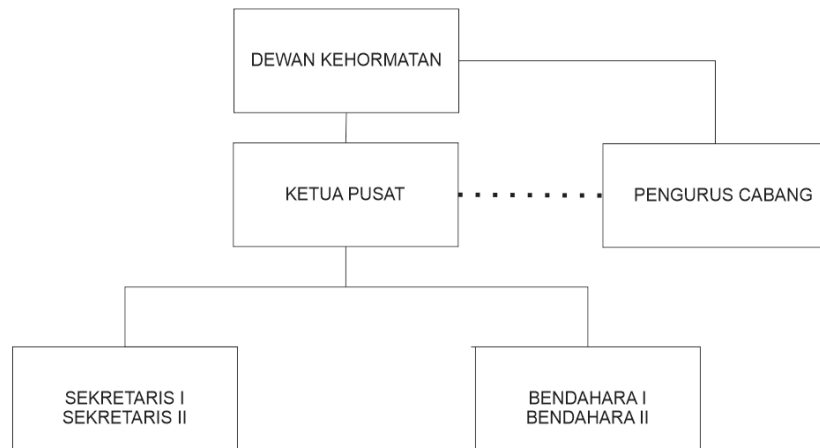 DEWAN KEHORMATAN
KETUA PUSAT
PENGURUS CABANG
SEKRETARIS I
SEKRETARIS II
BENDAHARA I
BENDAHARA II